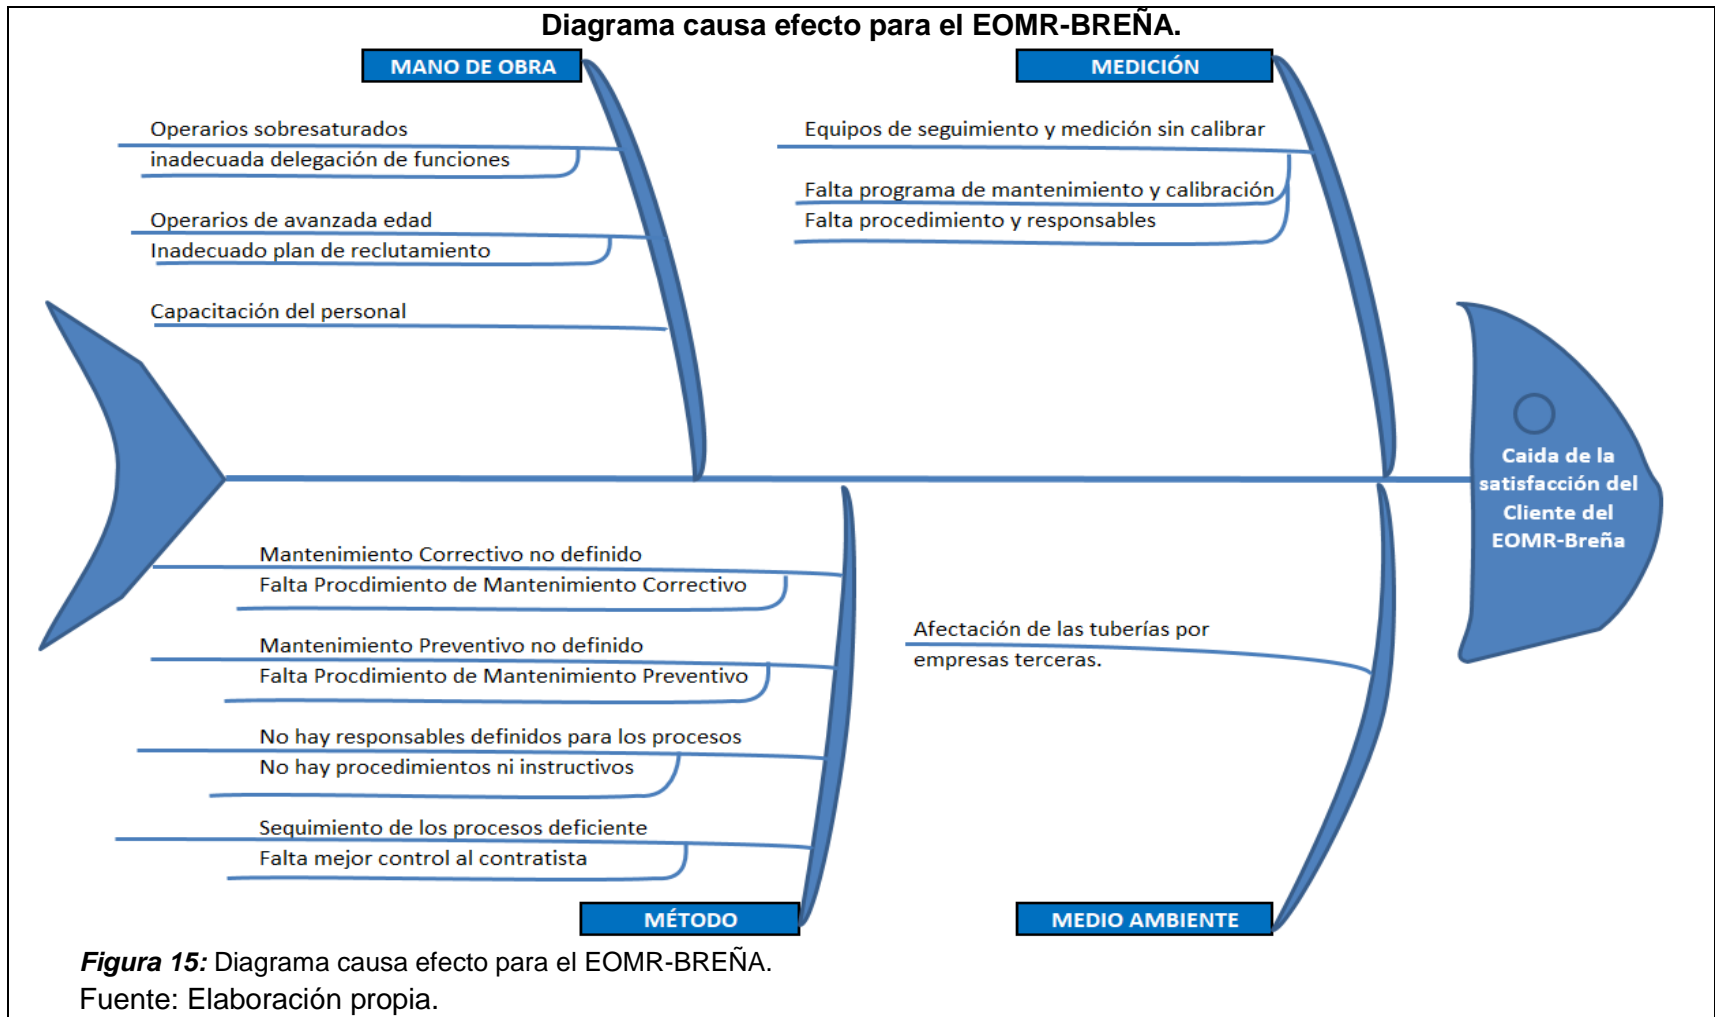 Diagrama causa efecto para el EOMR-BREÑA.
MANO DE OBRA
Operarios sobresaturados
inadecuada delegación de funciones
Operarios de avanzada edad
Inadecuado plan de reclutamiento
Capacitación del personal
MEDICIÓN
Equipos de seguimiento y medición sin calibrar
Falta programa de mantenimiento y calibración
Falta procedimiento y responsables
Caida de la
satisfacción del
Cliente del
EOMR-Breña
Mantenimiento Correctivo no definido
Falta Procdimiento de Mantenimiento Correctivo
Mantenimiento Preventivo no definido
Falta Procdimiento de Mantenimiento Preventivo
No hay responsables definidos para los procesos
No hay procedimientos ni instructivos
Sequimiento de los procesos deficiente
Falta mejor control al contratista
MÉTODO
Afectación de las tuberías por
empresas terceras.
MEDIO AMBIENTE
Figura 15: Diagrama causa efecto para el EOMR-BREÑA.
Fuente: Elaboración propia.